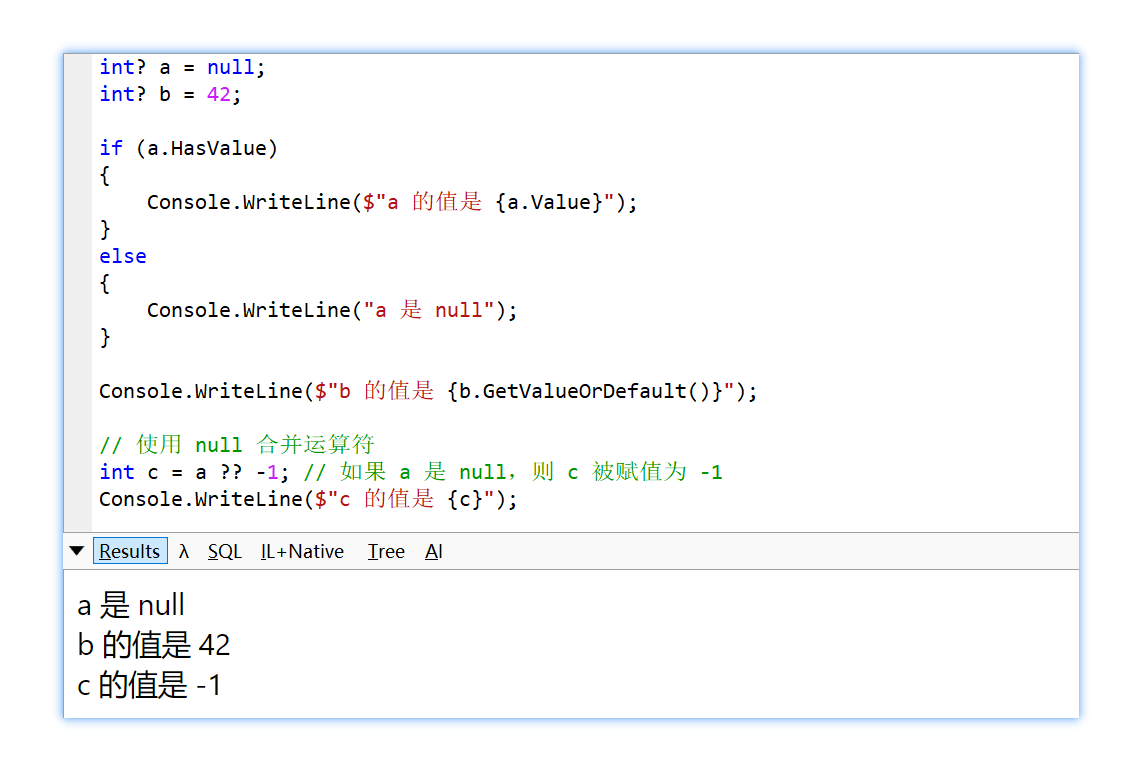 int? a = null;
int? b = 42;
if (a.HasValue)
{
    Console.WriteLine($"a 的值是 {a.Value}");
}
else
{
    Console.WriteLine("a 是 null");
}
Console.WriteLine($"b 的值是 {b.GetValueOrDefault()}");
// 使用 null 合并运算符
int c = a ?? -1; // 如果 a 是 null，则 c 被赋值为 -1
Console.WriteLine($"c 的值是 {c}");
Results λ SQL IL+Native Tree AI
a 是 null
b 的值是 42
c 的值是 -1